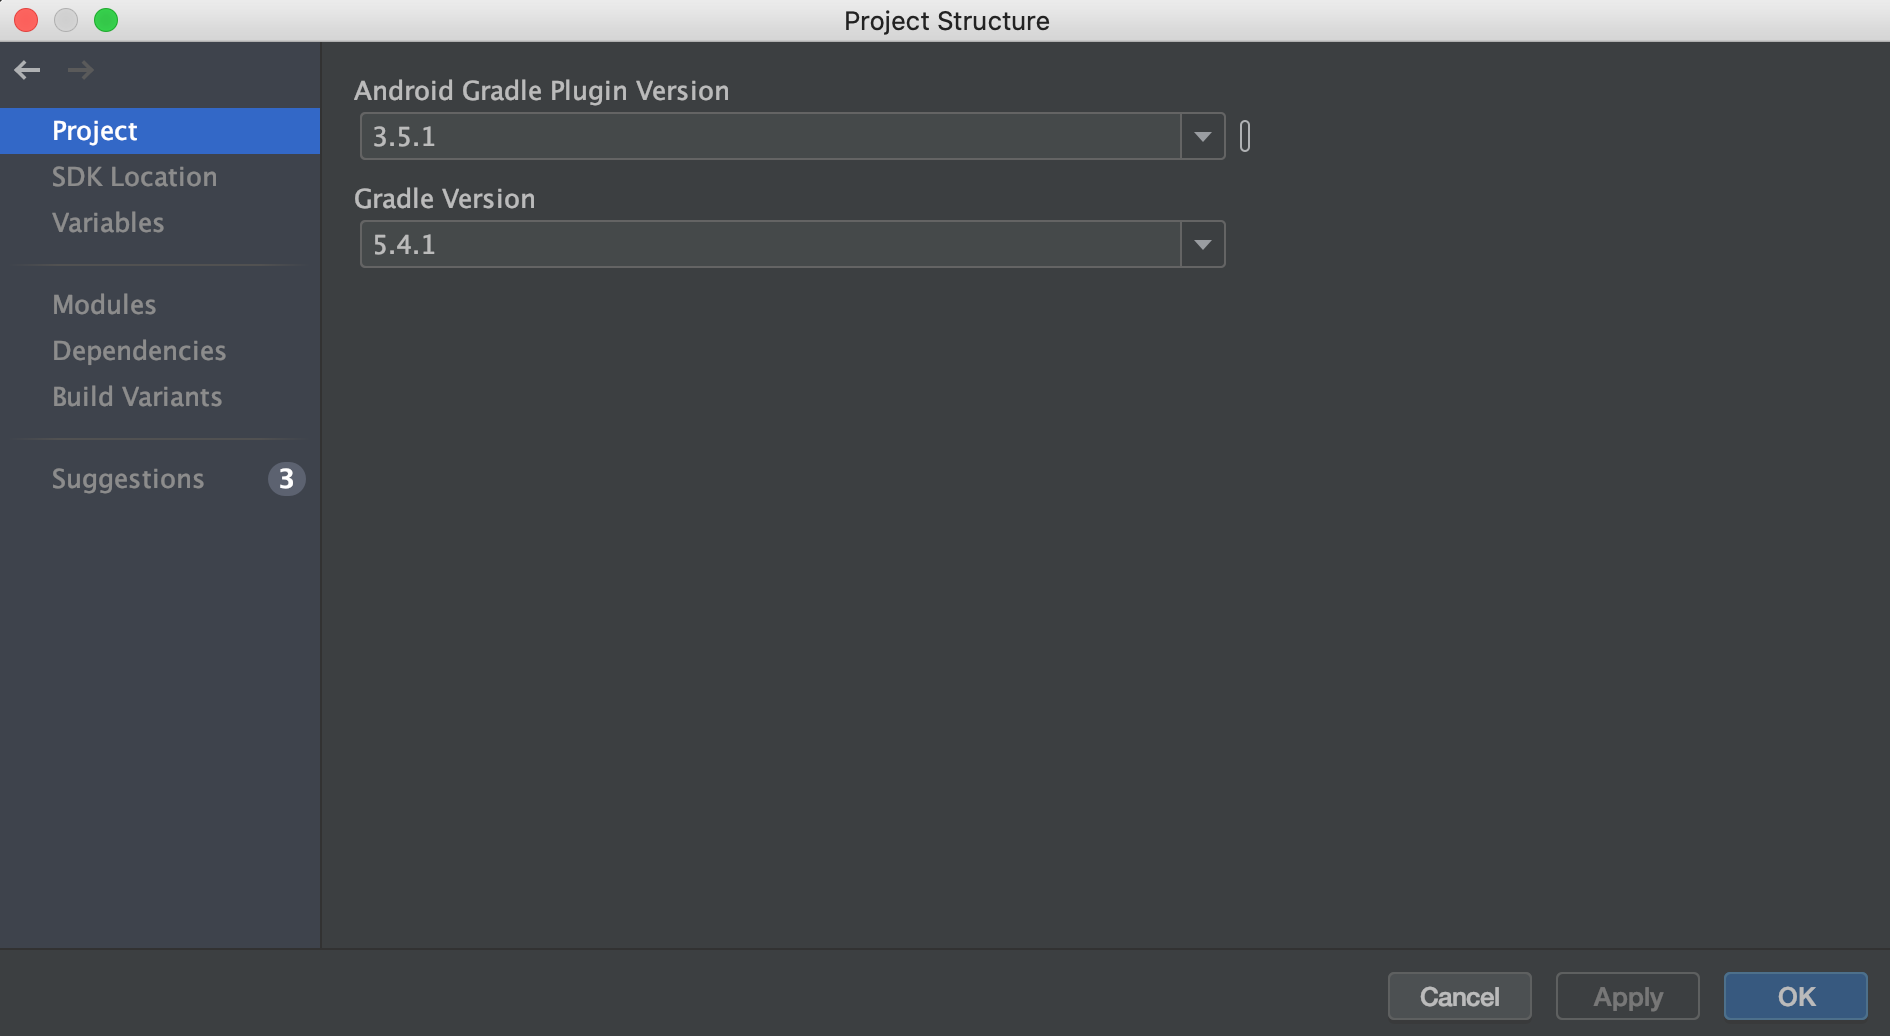 Project Structure
Project
SDK Location
Variables
Modules
Dependencies
Build Variants
Suggestions 3
Android Gradle Plugin Version
3.5.1
Gradle Version
5.4.1
Cancel
Apply
OK